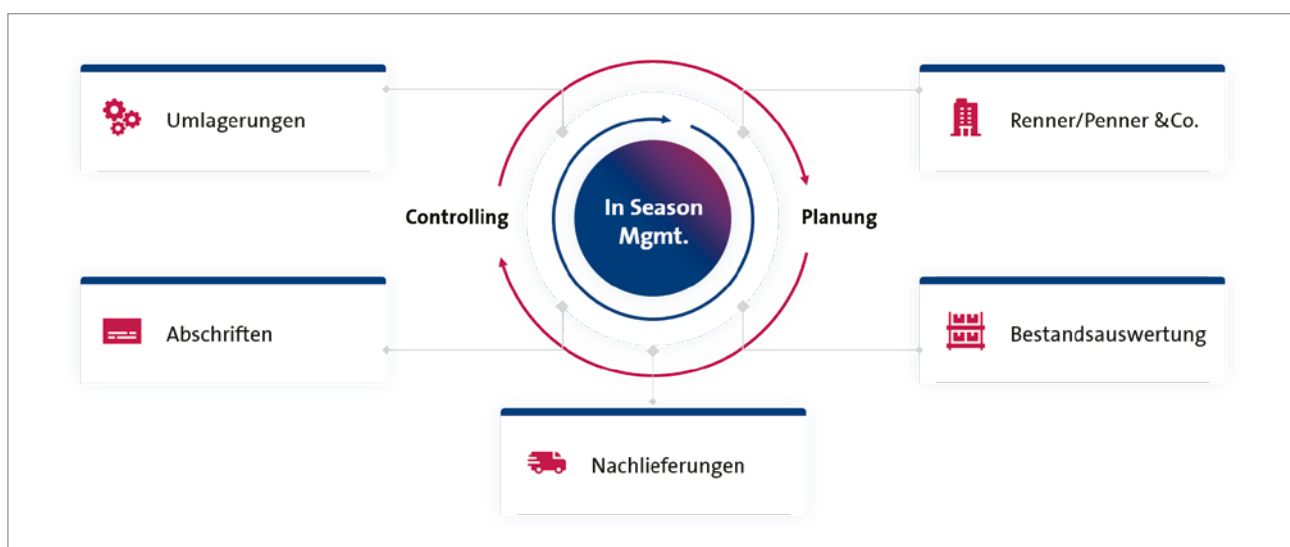 Umlagerungen
Renner/Penner &Co.
Controlling
In Season
Mgmt.
Planung
Abschriften
Bestandsauswertung
Nachlieferungen